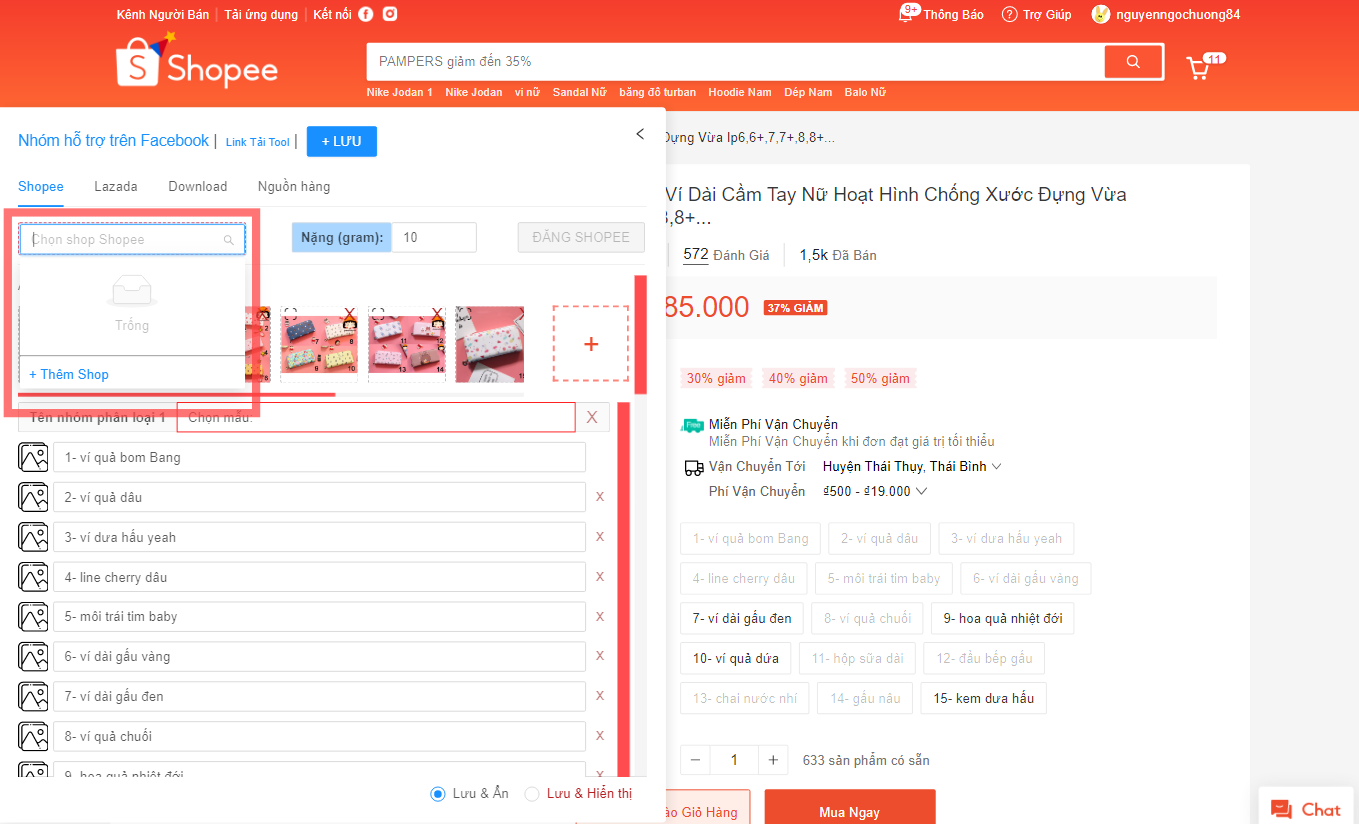 Kênh Người Bán | Tải ứng dụng | Kết nối
9+ Thông Báo
Trợ Giúp
nguyenngochuong84
Shopee
PAMPERS giảm đến 35%
11
Nike Jodan 1 Nike Jodan ví nữ Sandal Nữ băng đô turban Hoodie Nam Dép Nam Balo Nữ
Nhóm hỗ trợ trên Facebook | Link Tải Tool | + LƯU
Shopee Lazada Download Nguồn hàng
Chọn shop Shopee
Nặng (gram): 10
ĐĂNG SHOPEE
Trống
+ Thêm Shop
+
Tên nhóm phân loại 1 Chọn mẫu: X
1- ví quả bom Bang
2- ví quả dâu X
3- ví dưa hấu yeah X
4- line cherry dâu X
5- môi trái tim baby X
6- ví dài gấu vàng X
7- ví dài gấu đen X
8- ví quả chuối X
9- hoa quả nhiệt đới X
Lưu & Ẩn Lưu & Hiển thị
Đựng Vừa Ip6,6+,7,7+,8,8+...
Ví Dài Cầm Tay Nữ Hoạt Hình Chống Xước Đựng Vừa
8,8+...
572 Đánh Giá 1,5k Đã Bán
85.000 37% GIẢM
30% giảm 40% giảm 50% giảm
Free Miễn Phí Vận Chuyển
Miễn Phí Vận Chuyển khi đơn đạt giá trị tối thiểu
Vận Chuyển Tới Huyện Thái Thụy, Thái Bình
Phí Vận Chuyển ₫500 - ₫19.000
1- ví quả bom Bang 2- ví quả dâu 3- ví dưa hấu yeah
4- line cherry dâu 5- môi trái tim baby 6- ví dài gấu vàng
7- ví dài gấu đen 8- ví quả chuối 9- hoa quả nhiệt đới
10- ví quả dứa 11- hôp sữa dài 12- đầu bếp gấu
13- chai nước nhí 14- gấu nâu 15- kem dưa hấu
− 1 + 633 sản phẩm có sẵn
ào Giỏ Hàng Mua Ngay
Chat